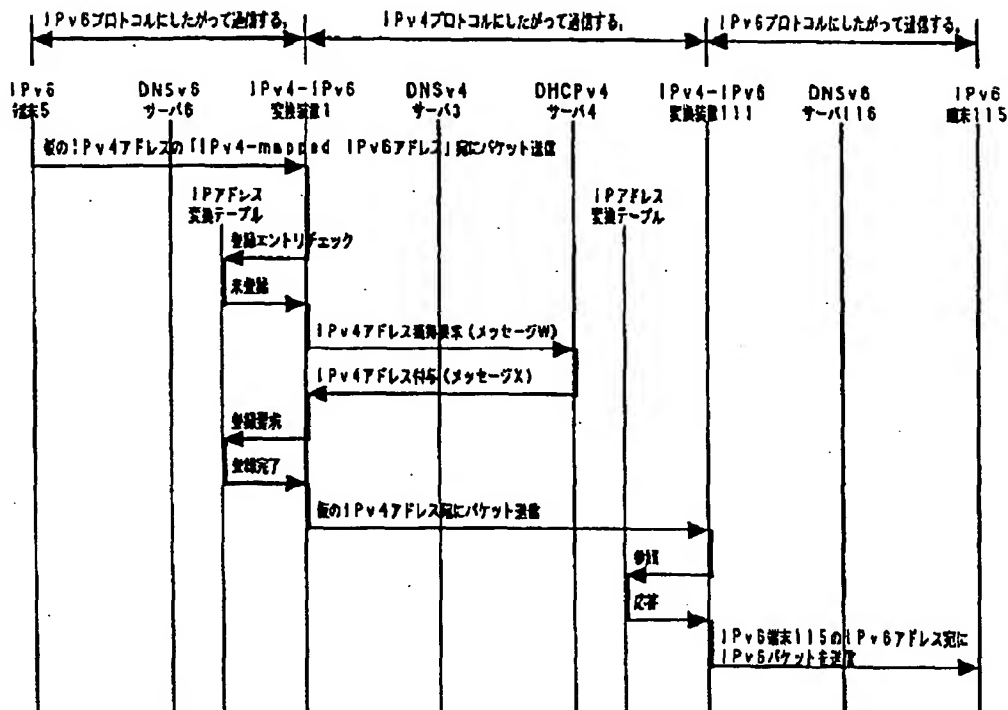 IPv6プロトコルにしたがって通信する。
IPv4プロトコルにしたがって通信する。
IPv6プロトコルにしたがって通信する。
IPv6
端末5
DNSv6
サーバ6
IPv4-IPv6
変換装置1
DNSv4
サーバ3
DHCPv4
サーバ4
IPv4-IPv6
変換装置111
DNSv6
サーバ116
IPv6
端末115
仮のIPv4アドレスの「IPv4-mapped IPv6アドレス」宛にパケット送信
IPアドレス
変換テーブル
IPアドレス
変換テーブル
登録エントリチェック
未登録
IPv4アドレス獲得要求(メッセージW)
IPv4アドレス付与(メッセージX)
登録要求
登録完了
仮のIPv4アドレス宛にパケット送信
参照
応答
IPv6端末115のIPv6アドレス宛に
IPv6パケットを送信